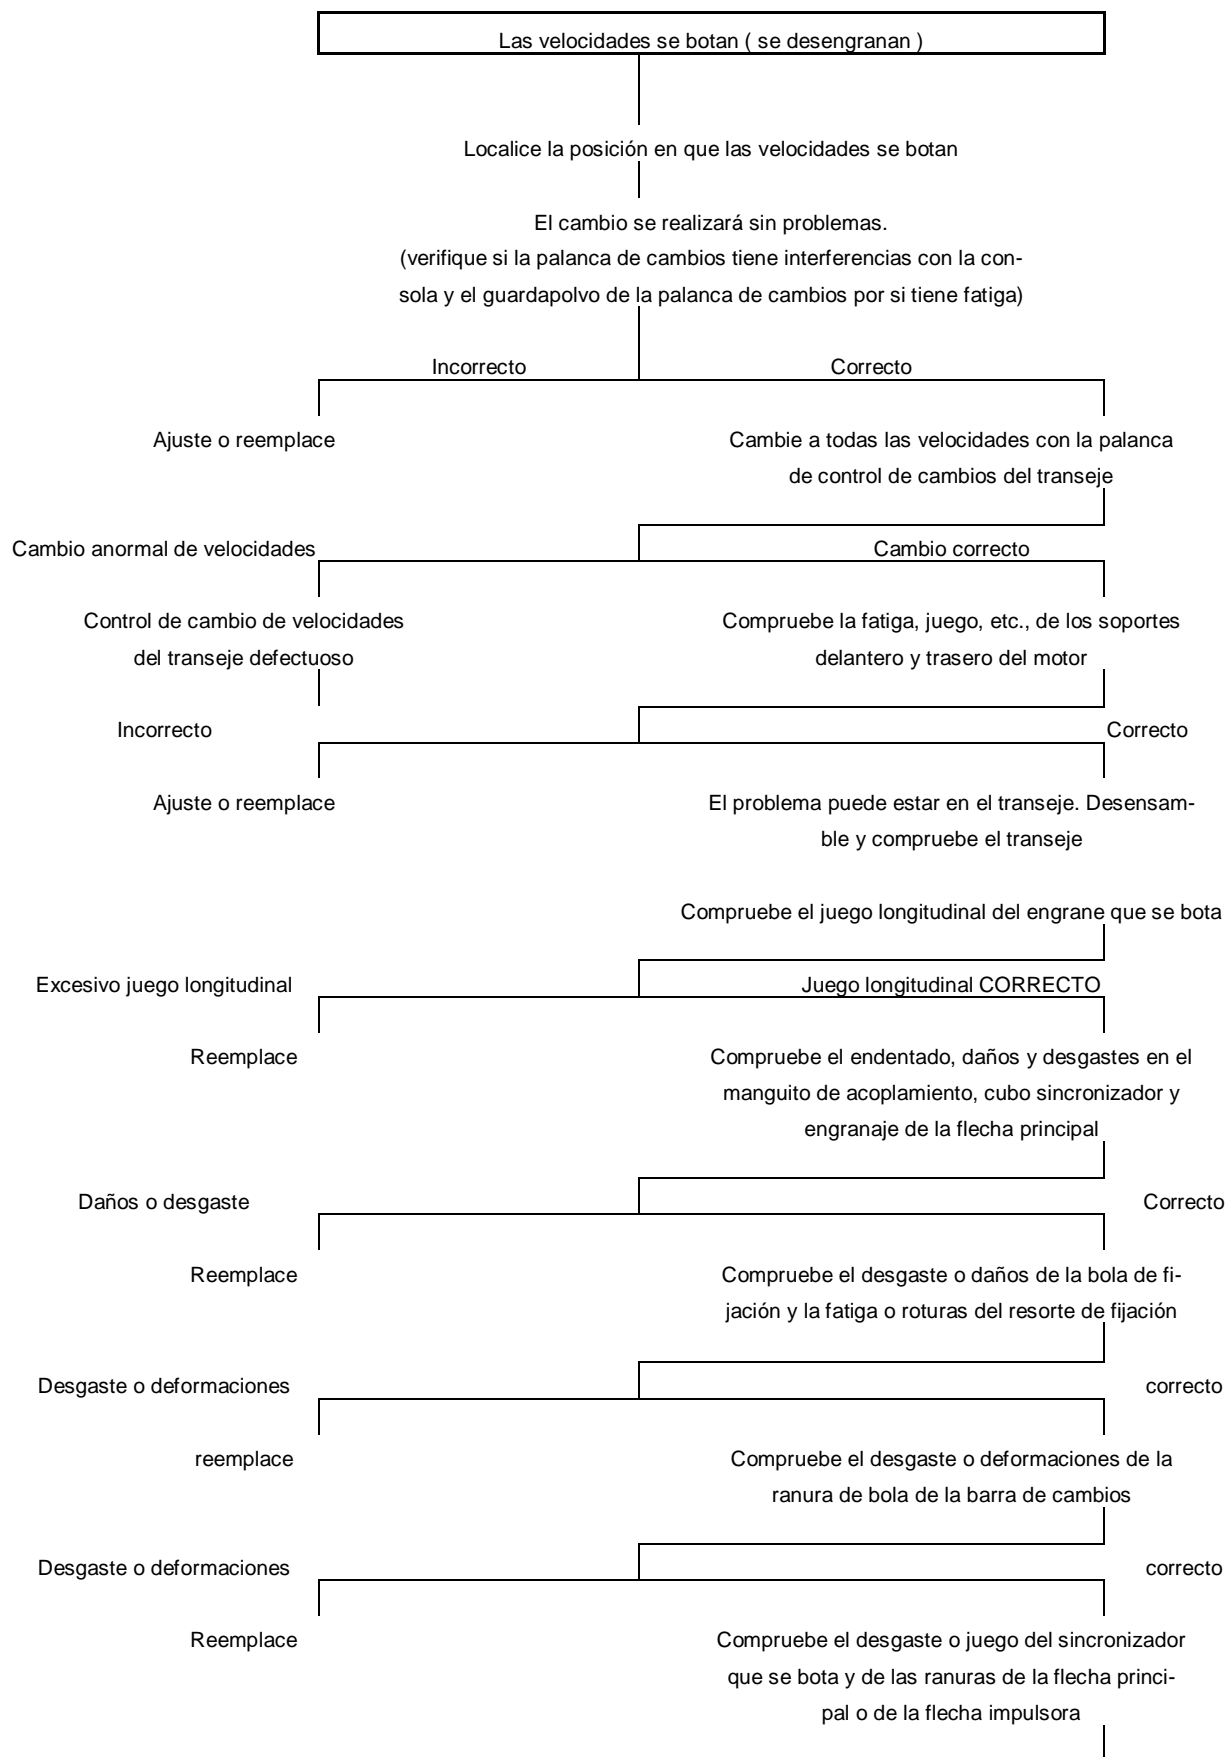 Las velocidades se botan ( se desengranan )
Localice la posición en que las velocidades se botan
El cambio se realizará sin problemas.
(verifique si la palanca de cambios tiene interferencias con la con-
sola y el guardapolvo de la palanca de cambios por si tiene fatiga)
Incorrecto
Correcto
Ajuste o reemplace
Cambie a todas las velocidades con la palanca
de control de cambios del transeje
Cambio anormal de velocidades
Cambio correcto
Control de cambio de velocidades
del transeje defectuoso
Compruebe la fatiga, juego, etc., de los soportes
delantero y trasero del motor
Incorrecto
Correcto
Ajuste o reemplace
El problema puede estar en el transeje. Desensam-
ble y compruebe el transeje
Compruebe el juego longitudinal del engrane que se bota
Excesivo juego longitudinal
Juego longitudinal CORRECTO
Reemplace
Compruebe el endentado, daños y desgastes en el
manguito de acoplamiento, cubo sincronizador y
engranaje de la flecha principal
Daños o desgaste
Correcto
Reemplace
Compruebe el desgaste o daños de la bola de fi-
jación y la fatiga o roturas del resorte de fijación
Desgaste o deformaciones
correcto
reemplace
Compruebe el desgaste o deformaciones de la
ranura de bola de la barra de cambios
Desgaste o deformaciones
correcto
Reemplace
Compruebe el desgaste o juego del sincronizador
que se bota y de las ranuras de la flecha princi-
pal o de la flecha impulsora